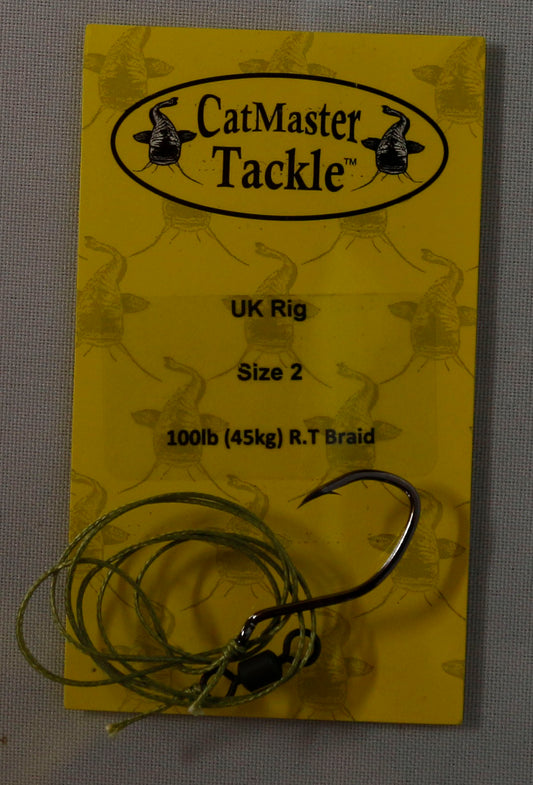 CatMaster
Tackle™
UK Rig
Size 2
100lb (45kg) R.T Braid